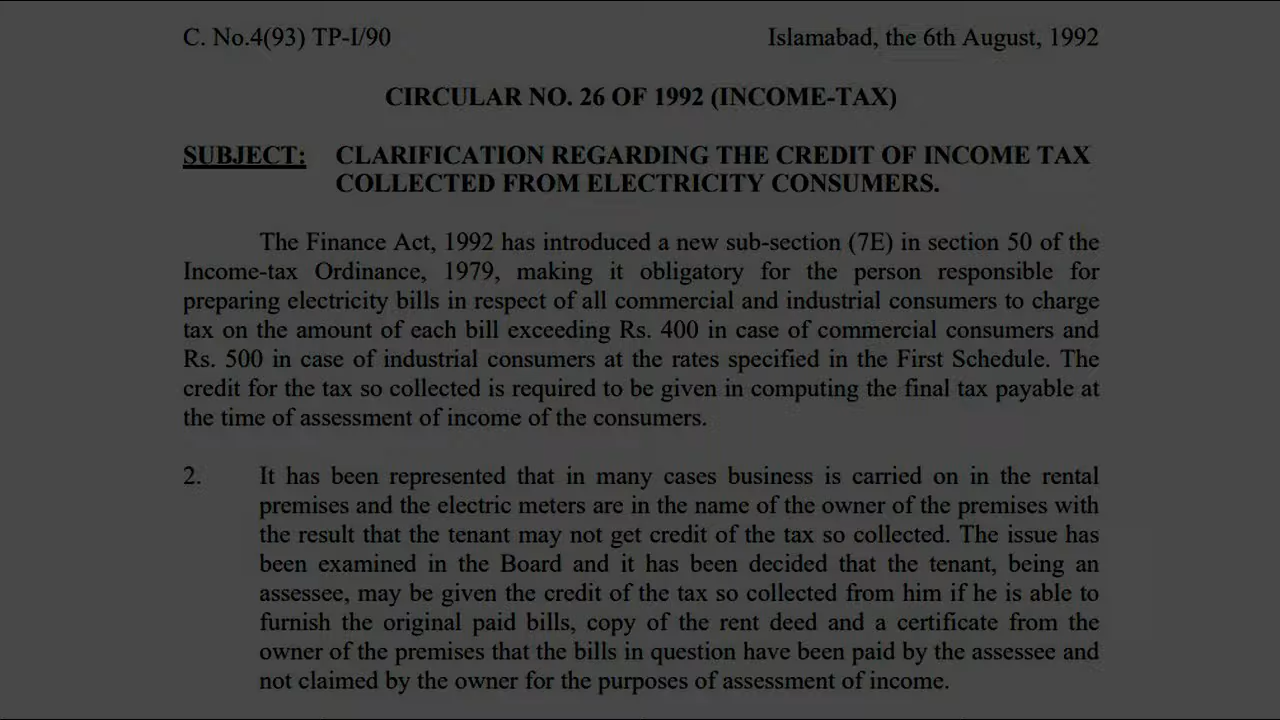 C. No.4(93) TP-I/90 Islamabad, the 6th August, 1992
CIRCULAR NO. 26 OF 1992 (INCOME-TAX)
SUBJECT: CLARIFICATION REGARDING THE CREDIT OF INCOME TAX
COLLECTED FROM ELECTRICITY CONSUMERS.
The Finance Act, 1992 has introduced a new sub-section (7E) in section 50 of the
Income-tax Ordinance, 1979, making it obligatory for the person responsible for
preparing electricity bills in respect of all commercial and industrial consumers to charge
tax on the amount of each bill exceeding Rs. 400 in case of commercial consumers and
Rs. 500 in case of industrial consumers at the rates specified in the First Schedule. The
credit for the tax so collected is required to be given in computing the final tax payable at
the time of assessment of income of the consumers.
2. It has been represented that in many cases business is carried on in the rental
premises and the electric meters are in the name of the owner of the premises with
the result that the tenant may not get credit of the tax so collected. The issue has
been examined in the Board and it has been decided that the tenant, being an
assessee, may be given the credit of the tax so collected from him if he is able to
furnish the original paid bills, copy of the rent deed and a certificate from the
owner of the premises that the bills in question have been paid by the assessee and
not claimed by the owner for the purposes of assessment of income.